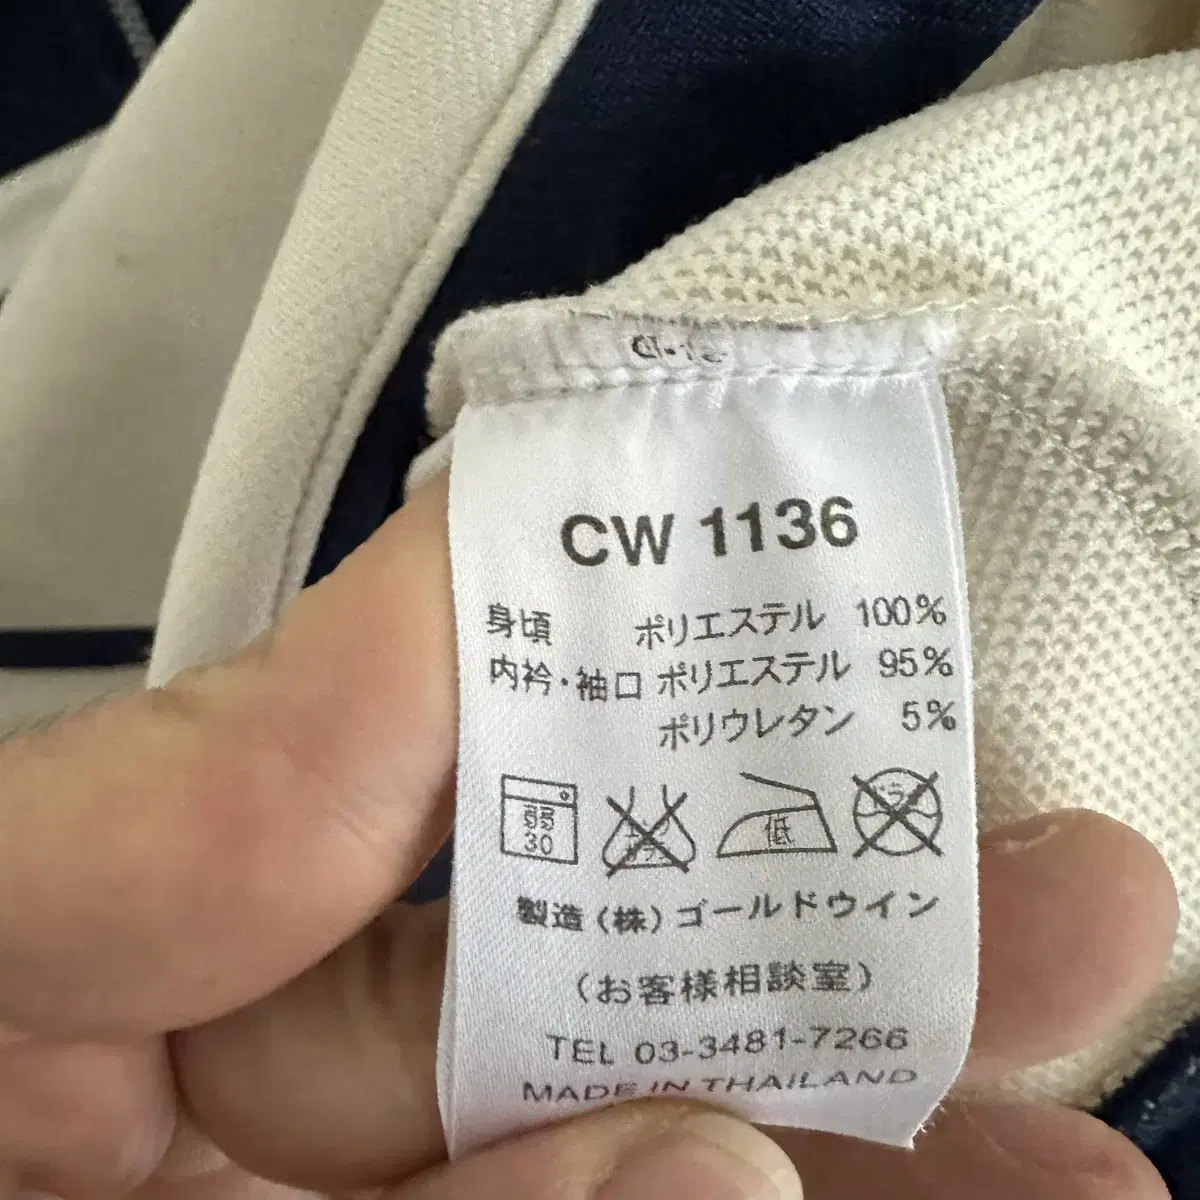 CW 1136
身頃 ポリエステル 100%
内衿・袖口 ポリエステル 95%
ポリウレタン 5%
弱 30 低
製造(株)ゴールドウイン
(お客様相談室)
TEL 03-3481-7266
MADE IN THAILAND